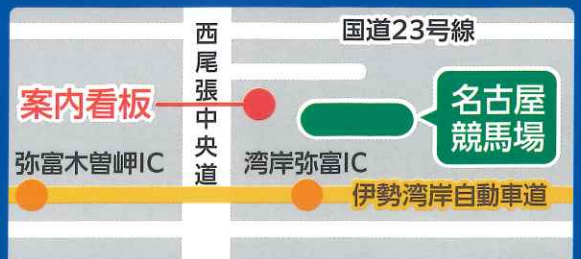 国道23号線
西尾張中央道
案内看板
名古屋
競馬場
弥富木曽岬IC
湾岸弥富IC
伊勢湾岸自動車道